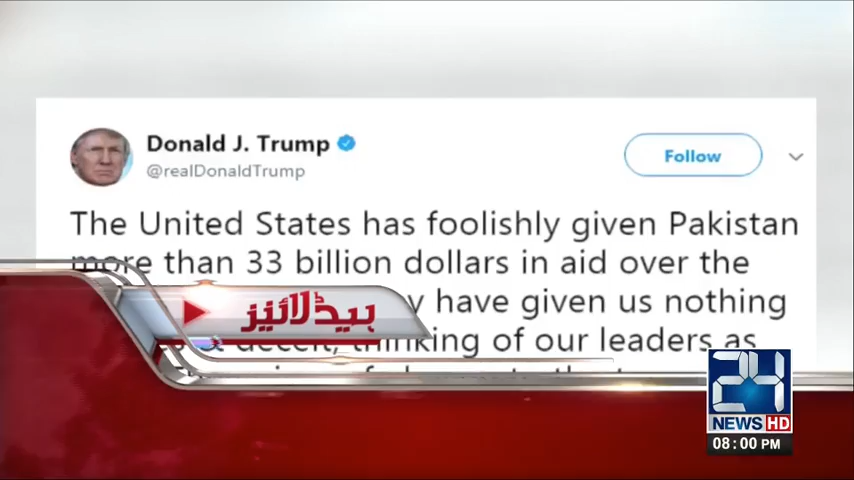 Donald J. Trump
@realDonaldTrump
Follow
The United States has foolishly given Pakistan
more than 33 billion dollars in aid over the
have given us nothing
deceit, thinking of our leaders as
ہیڈلائنز
24
NEWS HD
08:00 PM